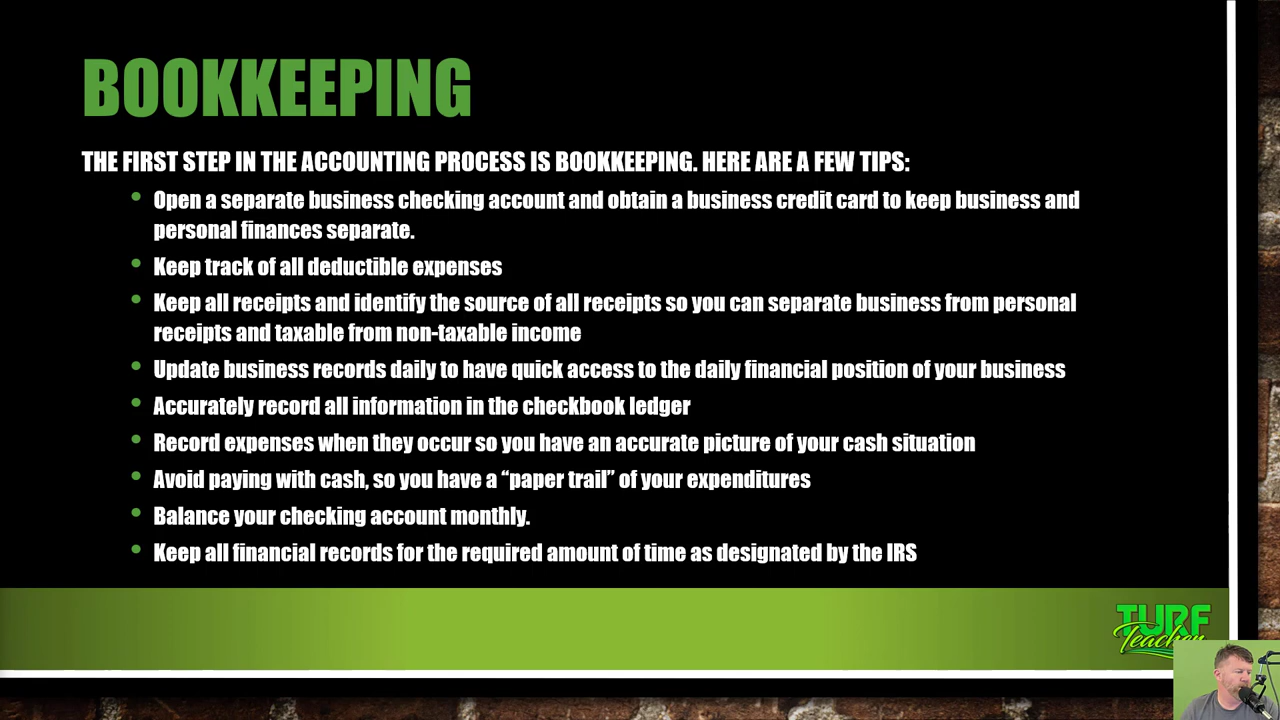 BOOKKEEPING
THE FIRST STEP IN THE ACCOUNTING PROCESS IS BOOKKEEPING. HERE ARE A FEW TIPS:
• Open a separate business checking account and obtain a business credit card to keep business and
personal finances separate.
• Keep track of all deductible expenses
• Keep all receipts and identify the source of all receipts so you can separate business from personal
receipts and taxable from non-taxable income
• Update business records daily to have quick access to the daily financial position of your business
• Accurately record all information in the checkbook ledger
• Record expenses when they occur so you have an accurate picture of your cash situation
• Avoid paying with cash, so you have a “paper trail” of your expenditures
• Balance your checking account monthly.
• Keep all financial records for the required amount of time as designated by the IRS
TURF
Teacher